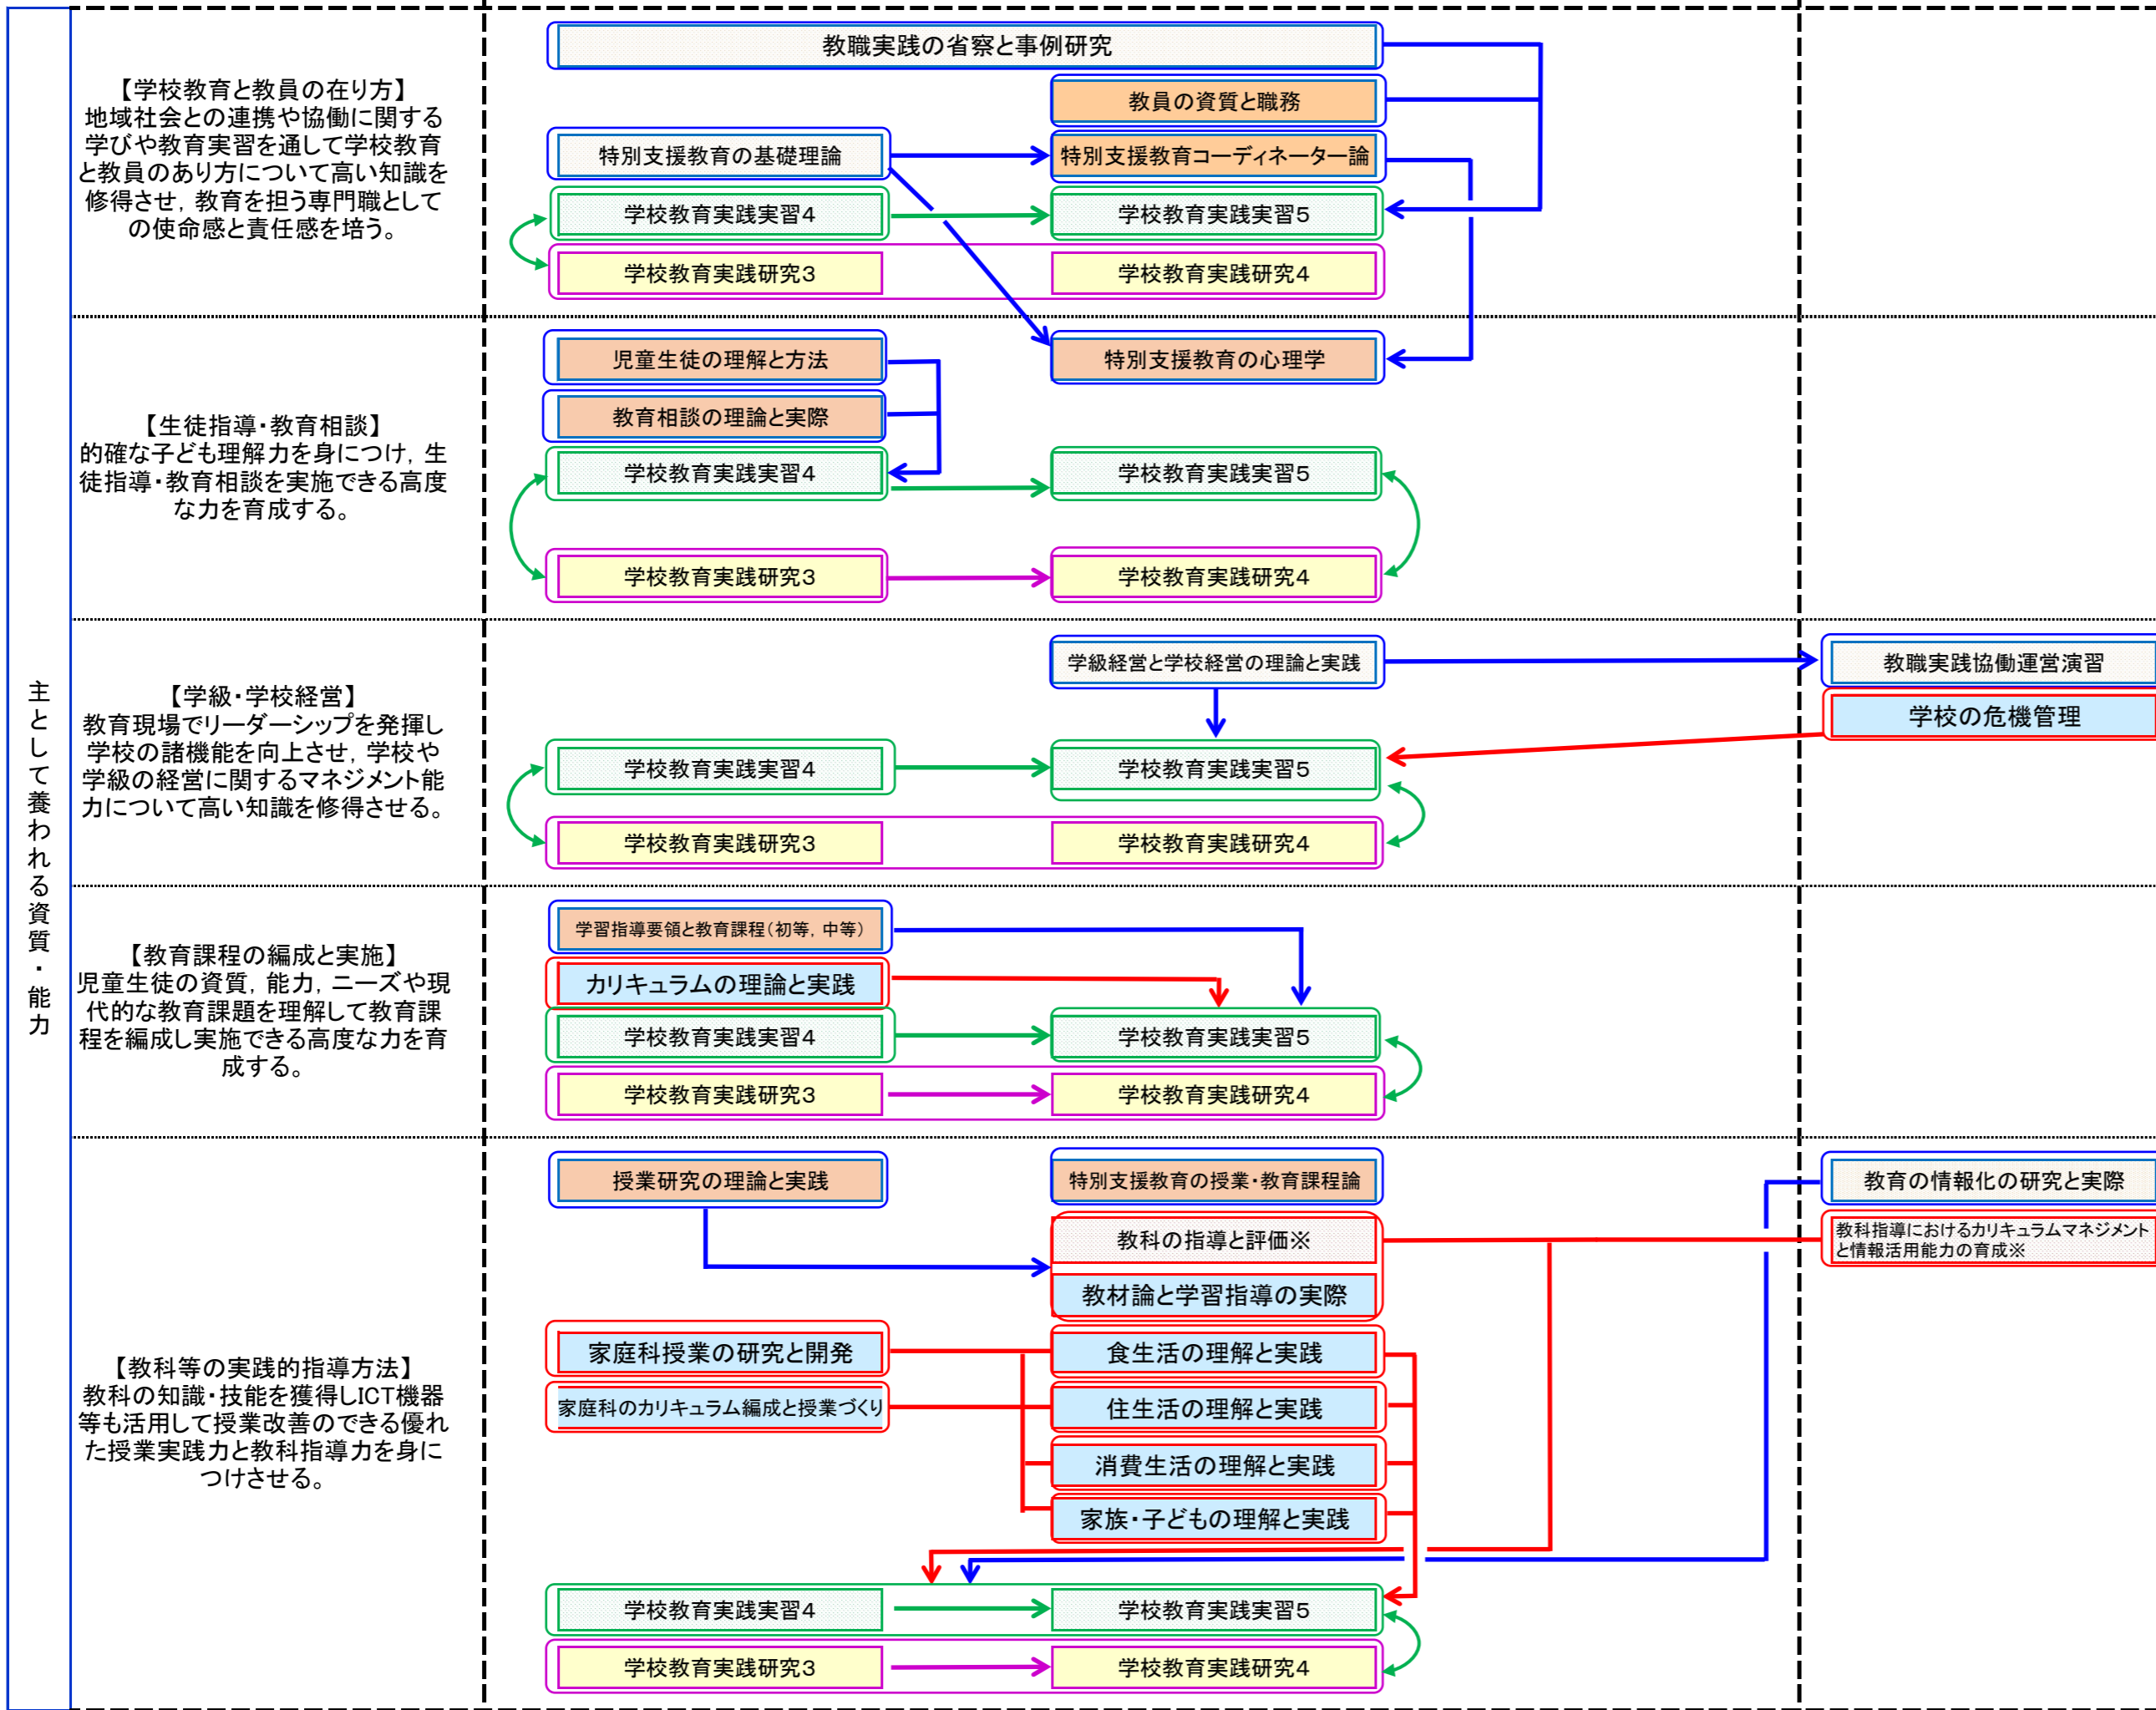 主として養われる資質・能力
【学校教育と教員の在り方】
地域社会との連携や協働に関する
学びや教育実習を通して学校教育
と教員のあり方について高い知識を
修得させ，教育を担う専門職として
の使命感と責任感を培う。
教職実践の省察と事例研究
教員の資質と職務
特別支援教育の基礎理論
特別支援教育コーディネーター論
学校教育実践実習4
学校教育実践実習5
学校教育実践研究3
学校教育実践研究4
【生徒指導・教育相談】
的確な子ども理解力を身につけ，生
徒指導・教育相談を実施できる高度
な力を育成する。
児童生徒の理解と方法
特別支援教育の心理学
教育相談の理論と実際
学校教育実践実習4
学校教育実践実習5
学校教育実践研究3
学校教育実践研究4
【学級・学校経営】
教育現場でリーダーシップを発揮し
学校の諸機能を向上させ，学校や
学級の経営に関するマネジメント能
力について高い知識を修得させる。
学級経営と学校経営の理論と実践
教職実践協働運営演習
学校の危機管理
学校教育実践実習4
学校教育実践実習5
学校教育実践研究3
学校教育実践研究4
【教育課程の編成と実施】
児童生徒の資質，能力，ニーズや現
代的な教育課題を理解して教育課
程を編成し実施できる高度な力を育
成する。
学習指導要領と教育課程（初等，中等）
カリキュラムの理論と実践
学校教育実践実習4
学校教育実践実習5
学校教育実践研究3
学校教育実践研究4
【教科等の実践的指導方法】
教科の知識・技能を獲得しICT機器
等も活用して授業改善のできる優れ
た授業実践力と教科指導力を身に
つけさせる。
授業研究の理論と実践
特別支援教育の授業・教育課程論
教育の情報化の研究と実際
教科の指導と評価※
教科指導におけるカリキュラムマネジメント
と情報活用能力の育成※
教材論と学習指導の実際
家庭科授業の研究と開発
食生活の理解と実践
家庭科のカリキュラム編成と授業づくり
住生活の理解と実践
消費生活の理解と実践
家族・子どもの理解と実践
学校教育実践実習4
学校教育実践実習5
学校教育実践研究3
学校教育実践研究4